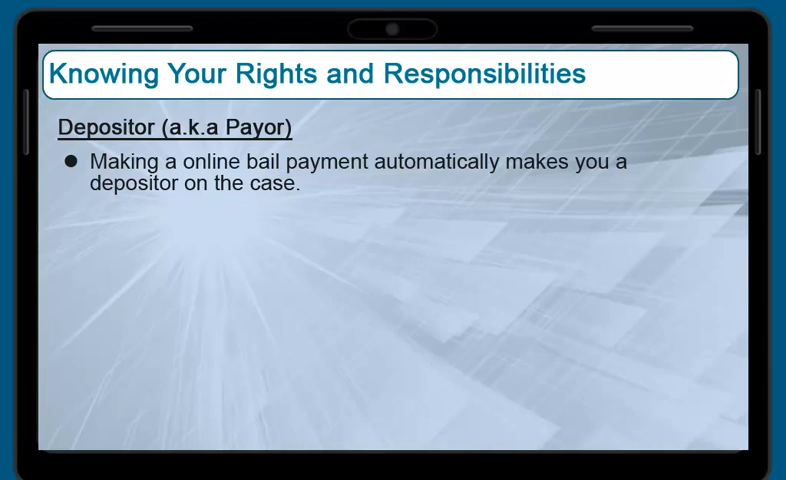 Knowing Your Rights and Responsibilities
Depositor (a.k.a Payor)
● Making a online bail payment automatically makes you a
depositor on the case.